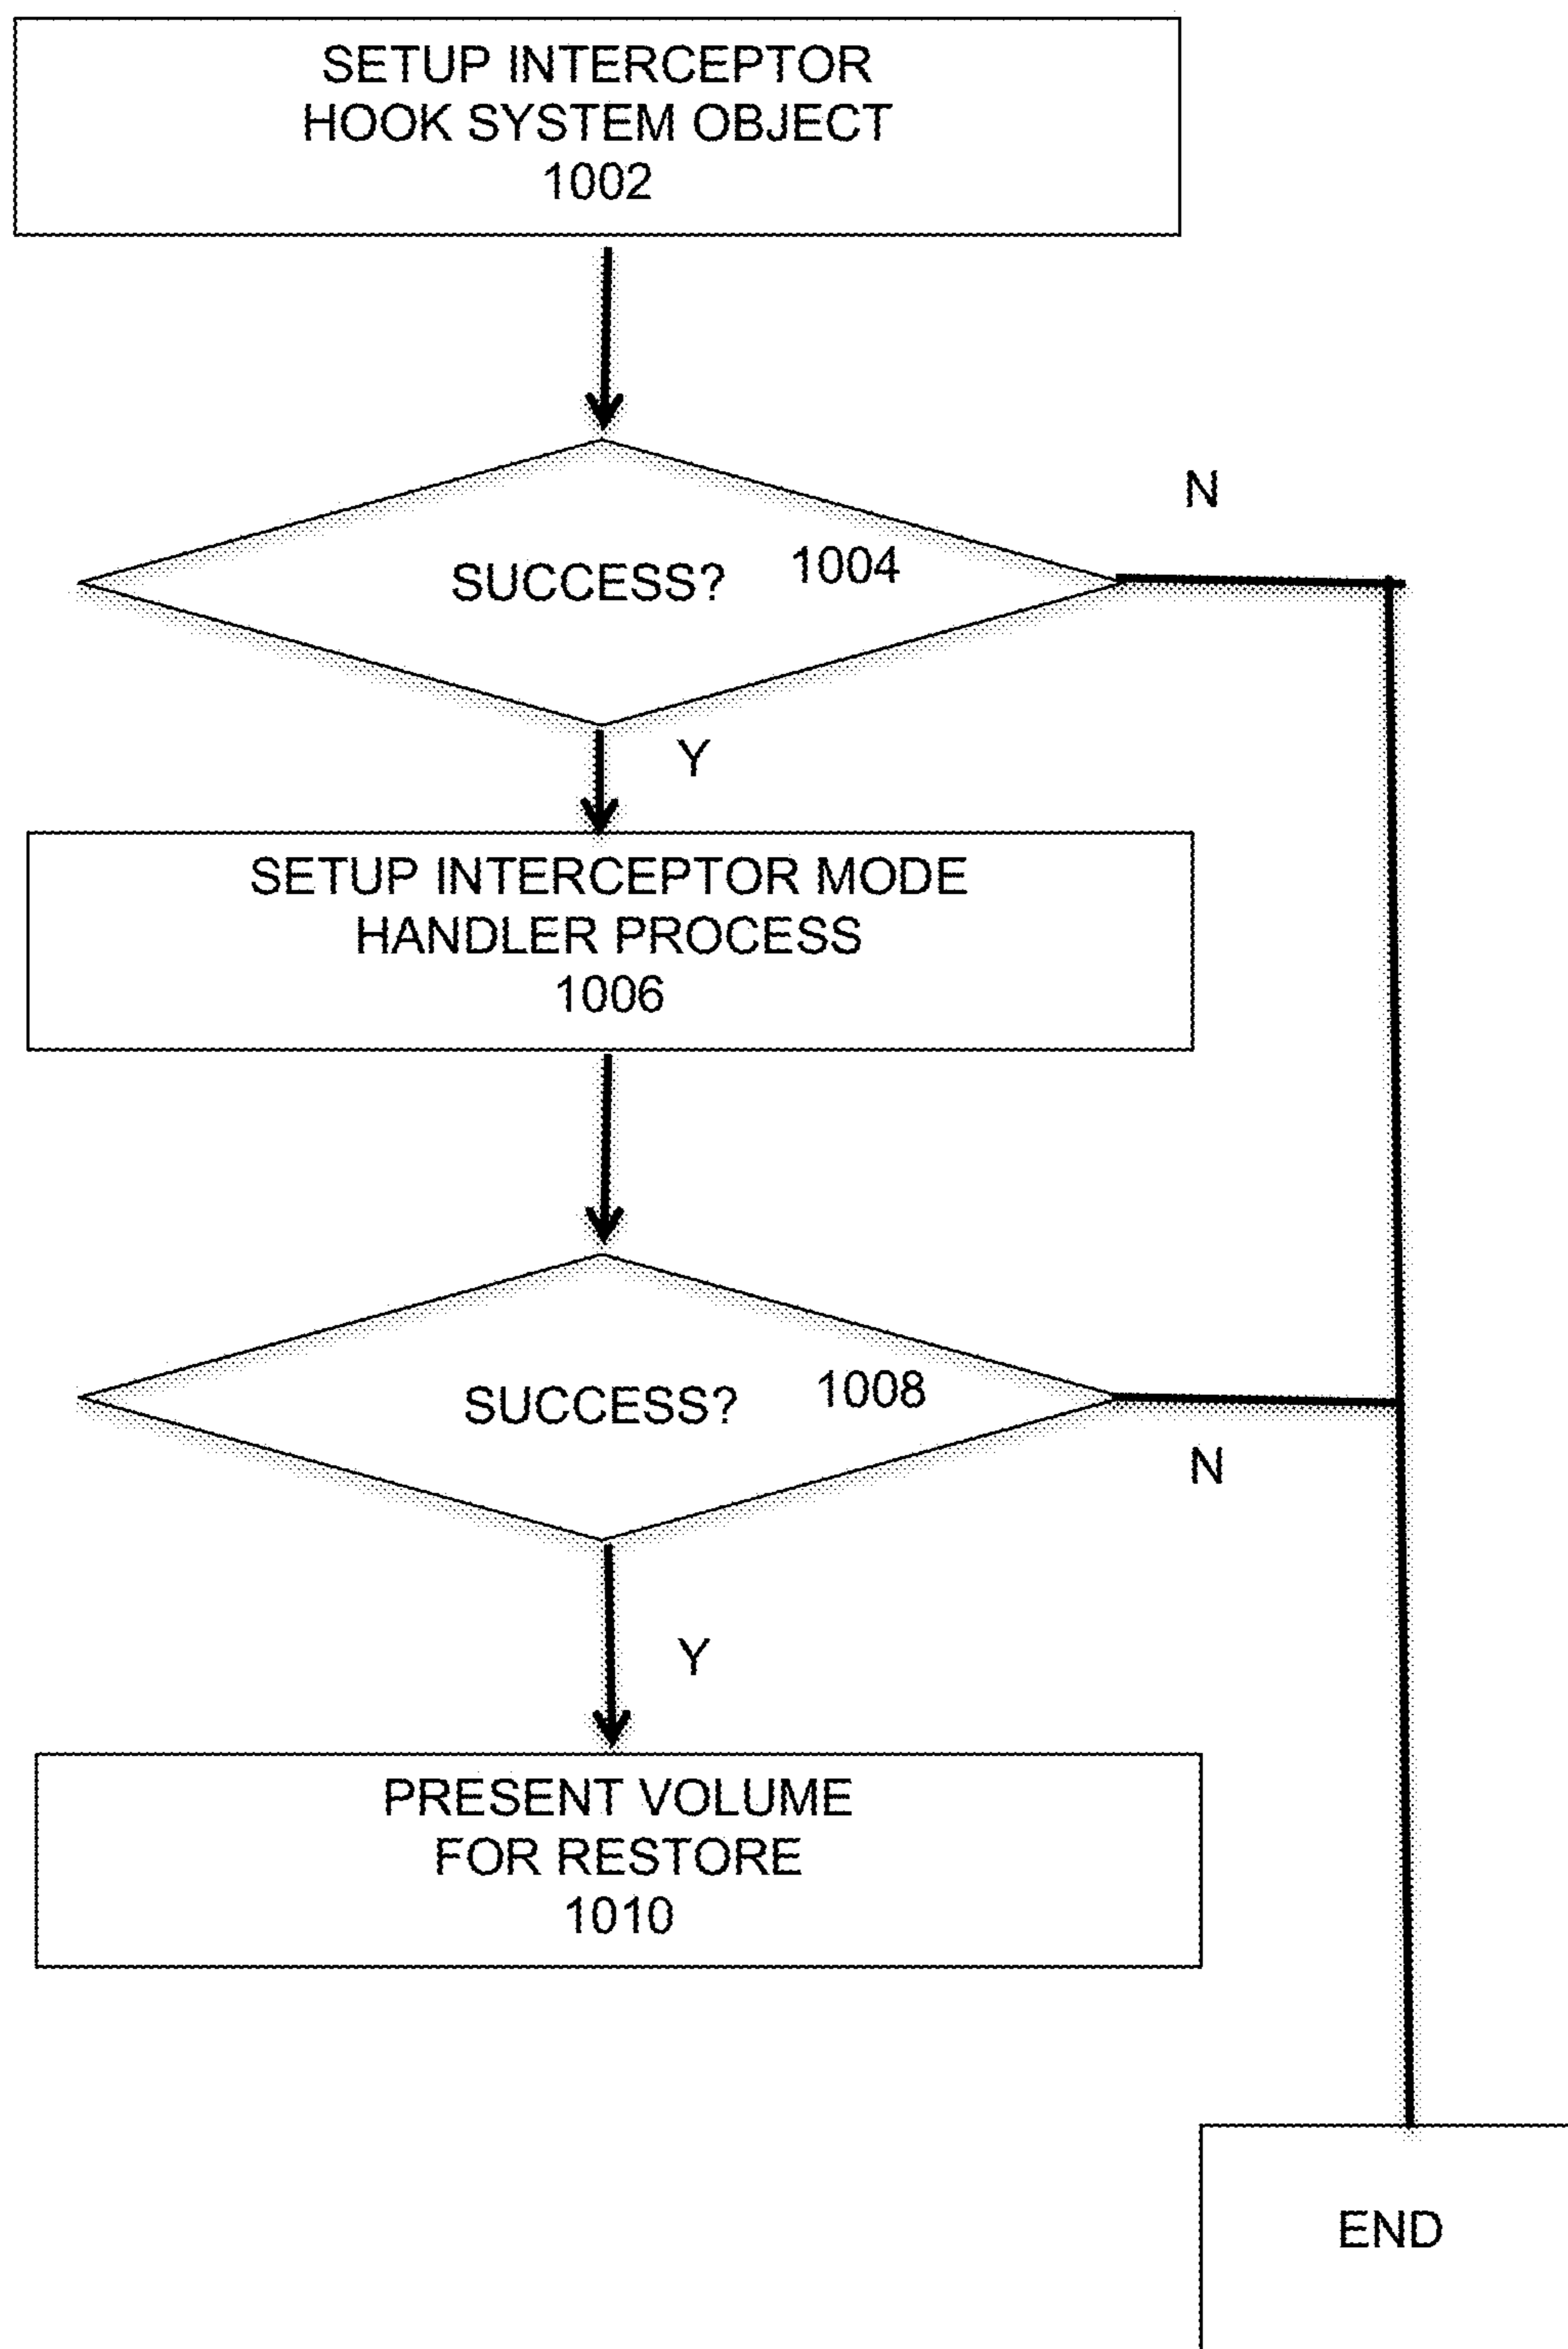 SETUP INTERCEPTOR
HOOK SYSTEM OBJECT
1002
N
SUCCESS? 1004
Y
SETUP INTERCEPTOR MODE
HANDLER PROCESS
1006
SUCCESS? 1008
N
Y
PRESENT VOLUME
FOR RESTORE
1010
END